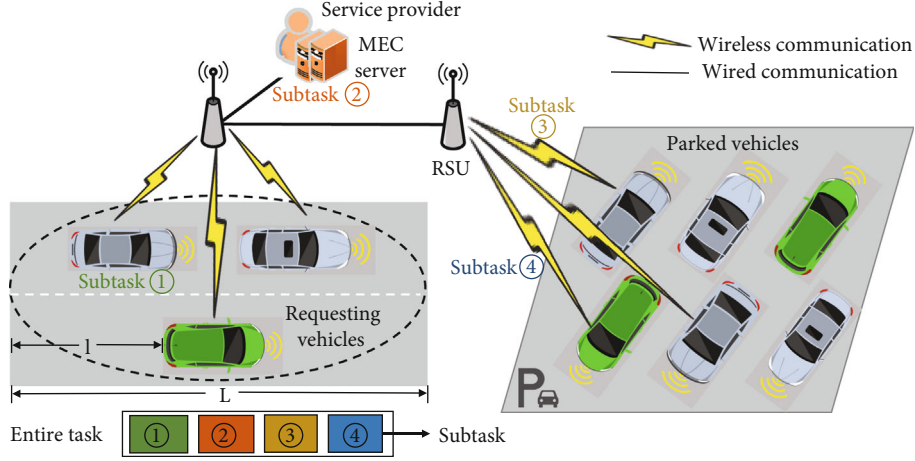 Service provider
MEC
server
Subtask ②
Wireless communication
Wired communication
Subtask
③
RSU
Parked vehicles
Subtask ①
Subtask ④
Requesting
vehicles
l
L
P
Entire task
① ② ③ ④
Subtask